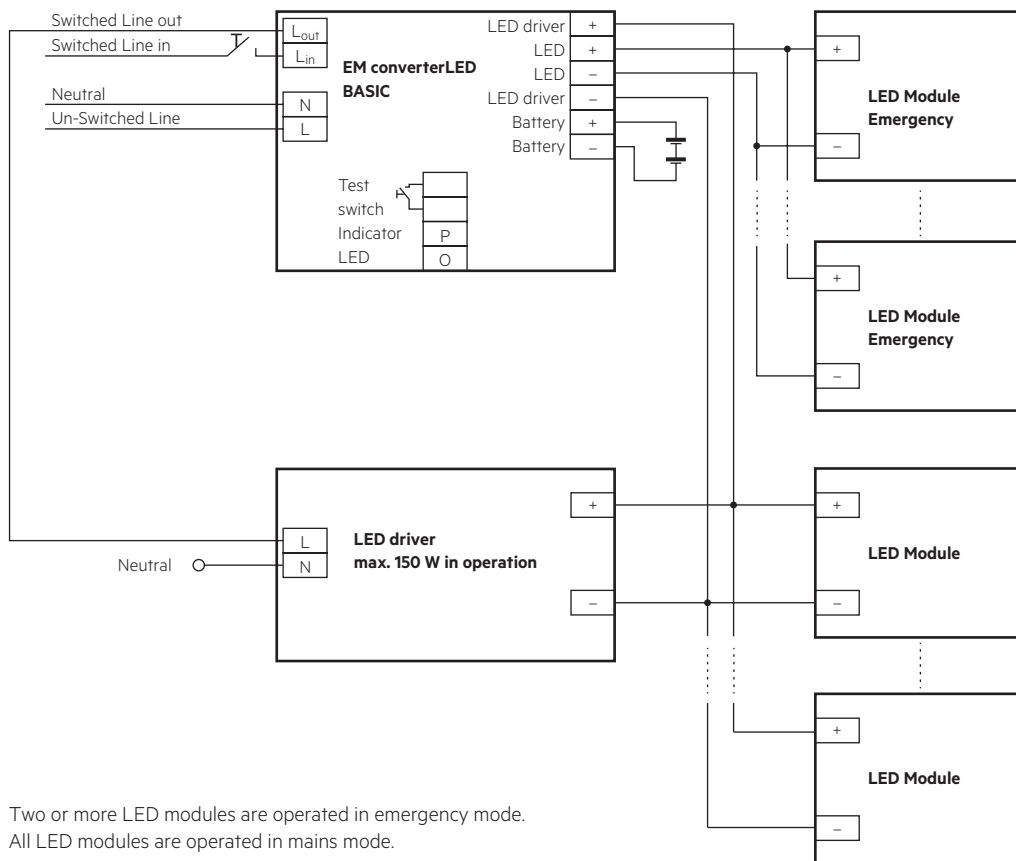 Switched Line out
Switched Line in
Neutral
Un-Switched Line
Lout
Lin
N
L
EM converterLED
BASIC
LED driver +
LED +
LED –
LED driver –
Battery +
Battery –
Test
switch
Indicator P
LED O
+
–
LED Module
Emergency
+
–
LED Module
Emergency
Neutral
L
N
LED driver
max. 150 W in operation
+
–
+
–
LED Module
+
–
LED Module
Two or more LED modules are operated in emergency mode.
All LED modules are operated in mains mode.